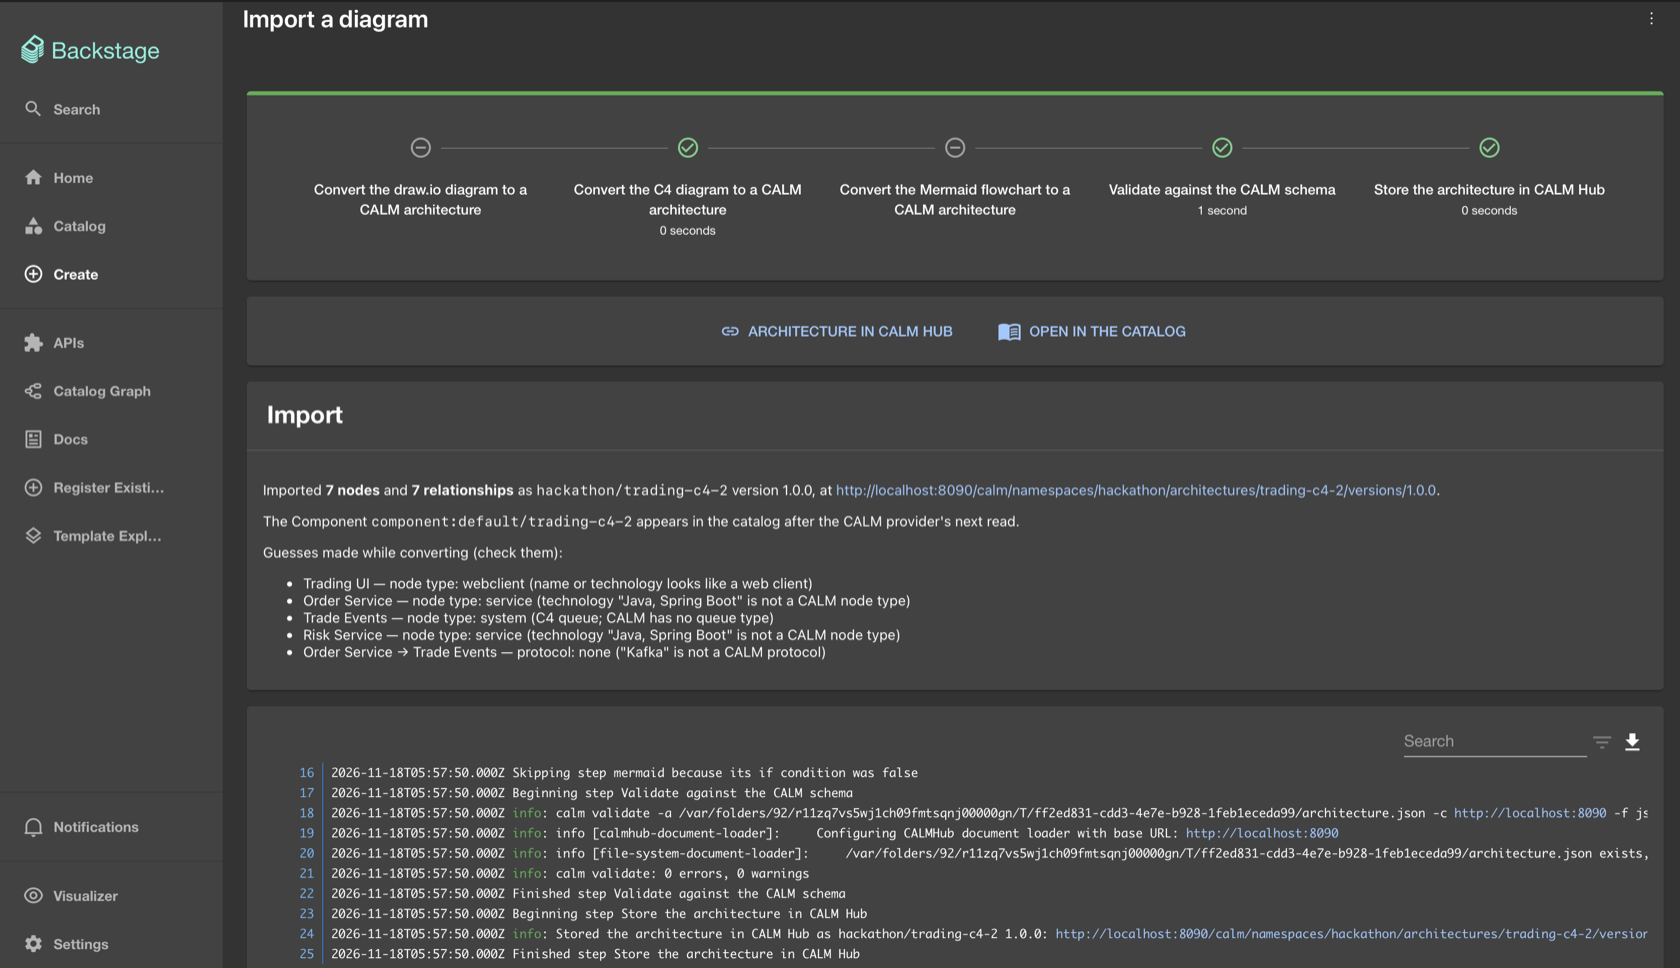 Import a diagram
Backstage
Search
Home
Catalog
Create
APIs
Catalog Graph
Docs
Register Existi...
Template Expl...
Notifications
Visualizer
Settings
Convert the draw.io diagram to a
CALM architecture
Convert the C4 diagram to a CALM
architecture
0 seconds
Convert the Mermaid flowchart to a
CALM architecture
Validate against the CALM schema
1 second
Store the architecture in CALM Hub
0 seconds
ARCHITECTURE IN CALM HUB
OPEN IN THE CATALOG
Import
Imported 7 nodes and 7 relationships as hackathon/trading-c4-2 version 1.0.0, at http://localhost:8090/calm/namespaces/hackathon/architectures/trading-c4-2/versions/1.0.0.
The Component component:default/trading-c4-2 appears in the catalog after the CALM provider's next read.
Guesses made while converting (check them):
• Trading UI — node type: webclient (name or technology looks like a web client)
• Order Service — node type: service (technology "Java, Spring Boot" is not a CALM node type)
• Trade Events — node type: system (C4 queue; CALM has no queue type)
• Risk Service — node type: service (technology "Java, Spring Boot" is not a CALM node type)
• Order Service → Trade Events — protocol: none ("Kafka" is not a CALM protocol)
Search
16 2026-11-18T05:57:50.000Z Skipping step mermaid because its if condition was false
17 2026-11-18T05:57:50.000Z Beginning step Validate against the CALM schema
18 2026-11-18T05:57:50.000Z info: calm validate -a /var/folders/92/r11zq7vs5wj1ch09fmtsqnj00000gn/T/ff2ed831-cdd3-4e7e-b928-1feb1eceda99/architecture.json -c http://localhost:8090 -f js
19 2026-11-18T05:57:50.000Z info: info [calmhub-document-loader]: Configuring CALMHub document loader with base URL: http://localhost:8090
20 2026-11-18T05:57:50.000Z info: info [file-system-document-loader]: /var/folders/92/r11zq7vs5wj1ch09fmtsqnj00000gn/T/ff2ed831-cdd3-4e7e-b928-1feb1eceda99/architecture.json exists,
21 2026-11-18T05:57:50.000Z info: calm validate: 0 errors, 0 warnings
22 2026-11-18T05:57:50.000Z Finished step Validate against the CALM schema
23 2026-11-18T05:57:50.000Z Beginning step Store the architecture in CALM Hub
24 2026-11-18T05:57:50.000Z info: Stored the architecture in CALM Hub as hackathon/trading-c4-2 1.0.0: http://localhost:8090/calm/namespaces/hackathon/architectures/trading-c4-2/version
25 2026-11-18T05:57:50.000Z Finished step Store the architecture in CALM Hub